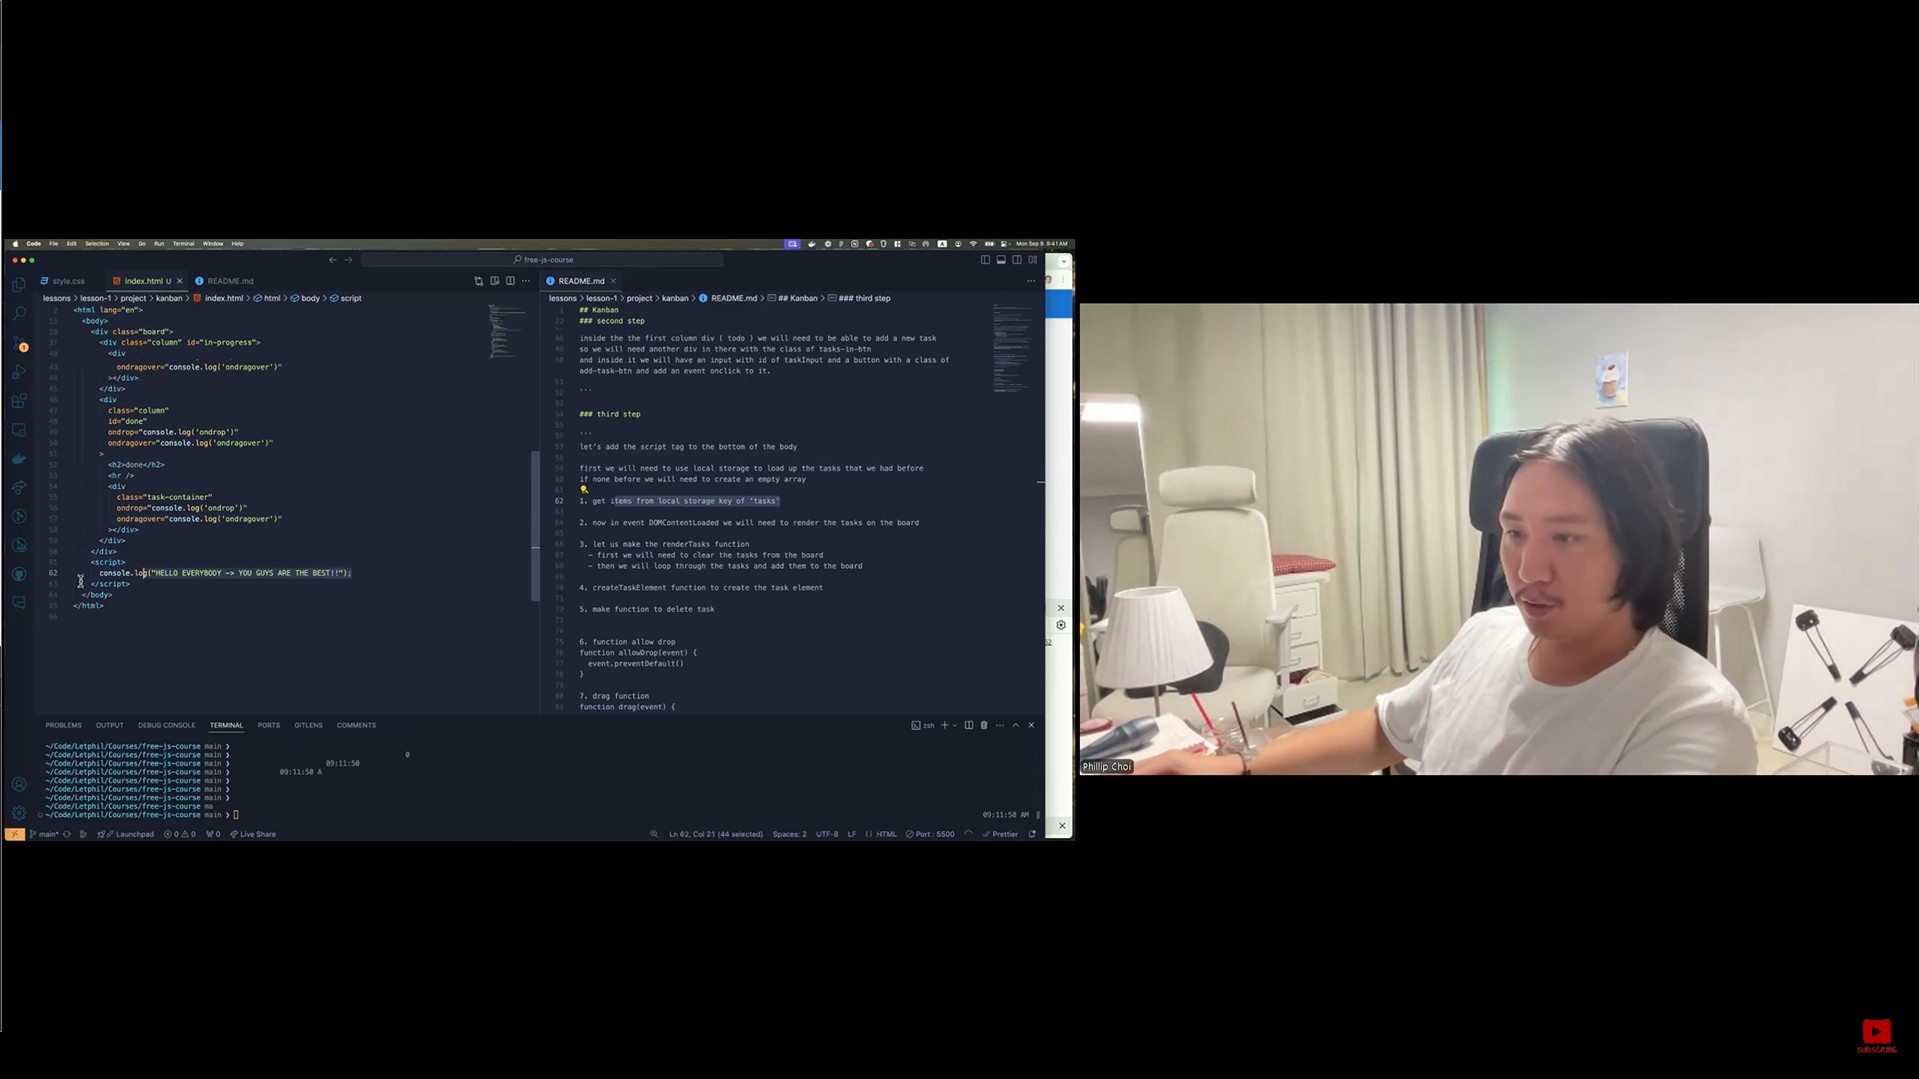 Code File Edit Selection View Go Run Terminal Window Help
Mon Sep 9 9:41 AM
free-js-course
style.css index.html U README.md
lessons lesson-1 project kanban index.html html body script
2 <html lang="en">
<body>
<div class="board">
37 <div class="column" id="in-progress">
<div
43 ondragover="console.log('ondragover')"
44 ></div>
45 </div>
46 <div
47 class="column"
48 id="done"
49 ondrop="console.log('ondrop')"
50 ondragover="console.log('ondragover')"
51 >
52 <h2>done</h2>
53 <hr />
54 <div
55 class="task-container"
56 ondrop="console.log('ondrop')"
57 ondragover="console.log('ondragover')"
58 ></div>
59 </div>
60 </div>
61 <script>
62 console.log("HELLO EVERYBODY -> YOU GUYS ARE THE BEST!!");
63 </script>
64 </body>
65 </html>
66
README.md
lessons lesson-1 project kanban README.md ## Kanban ### third step
1 ## Kanban
22 ### second step
inside the the first column div ( todo ) we will need to be able to add a new task
so we will need another div in there with the class of tasks-in-btn
50 and inside it we will have an input with id of taskInput and a button with a class of
add-task-btn and add an event onclick to it.
51
52 ```
53
54 ### third step
55
56 ```
57 let's add the script tag to the bottom of the body
58
59 first we will need to use local storage to load up the tasks that we had before
60 if none before we will need to create an empty array
61
62 1. get items from local storage key of 'tasks'
63
64 2. now in event DOMContentLoaded we will need to render the tasks on the board
65
66 3. let us make the renderTasks function
67 - first we will need to clear the tasks from the board
68 - then we will loop through the tasks and add them to the board
69
70 4. createTaskElement function to create the task element
71
72 5. make function to delete task
73
74
75 6. function allow drop
76 function allowDrop(event) {
77 event.preventDefault()
78 }
79
80 7. drag function
81 function drag(event) {
PROBLEMS OUTPUT DEBUG CONSOLE TERMINAL PORTS GITLENS COMMENTS
zsh
~/Code/Letphil/Courses/free-js-course main ❯
~/Code/Letphil/Courses/free-js-course main ❯ 0
~/Code/Letphil/Courses/free-js-course main ❯ 09:11:50
~/Code/Letphil/Courses/free-js-course main ❯ 09:11:50 A
~/Code/Letphil/Courses/free-js-course main ❯
~/Code/Letphil/Courses/free-js-course main ❯
~/Code/Letphil/Courses/free-js-course main ❯
~/Code/Letphil/Courses/free-js-course ma
~/Code/Letphil/Courses/free-js-course main ❯ 09:11:50 AM
main* Launchpad 0 0 0 Live Share
Ln 62, Col 21 (44 selected) Spaces: 2 UTF-8 LF HTML Port : 5500 Prettier
Phillip Choi
SUBSCRIBE